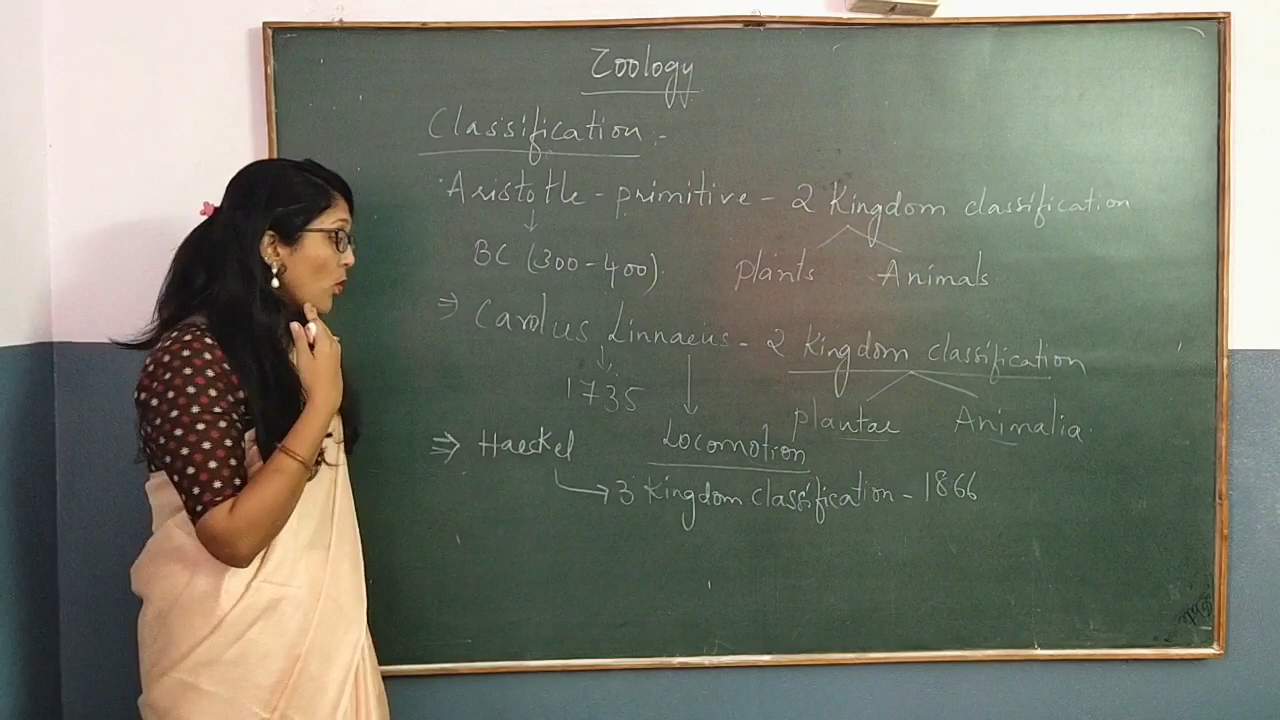 Zoology
Classification :-
Aristotle - primitive - 2 Kingdom classification
BC (300-400). plants Animals.
⇒ Carolus Linnaeus - 2 Kingdom classification
1735 plantae Animalia.
⇒ Haeckel Locomotion
3 Kingdom classification - 1866